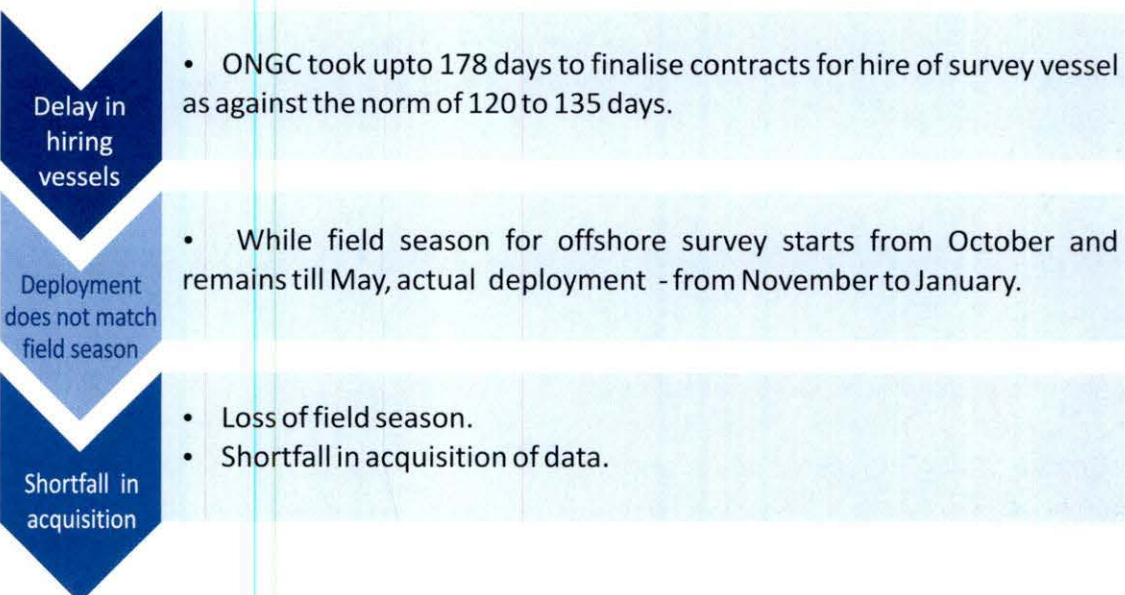 Delay in
hiring
vessels
• ONGC took upto 178 days to finalise contracts for hire of survey vessel
as against the norm of 120 to 135 days.
Deployment
does not match
field season
• While field season for offshore survey starts from October and
remains till May, actual deployment - from November to January.
Shortfall in
acquisition
• Loss of field season.
• Shortfall in acquisition of data.